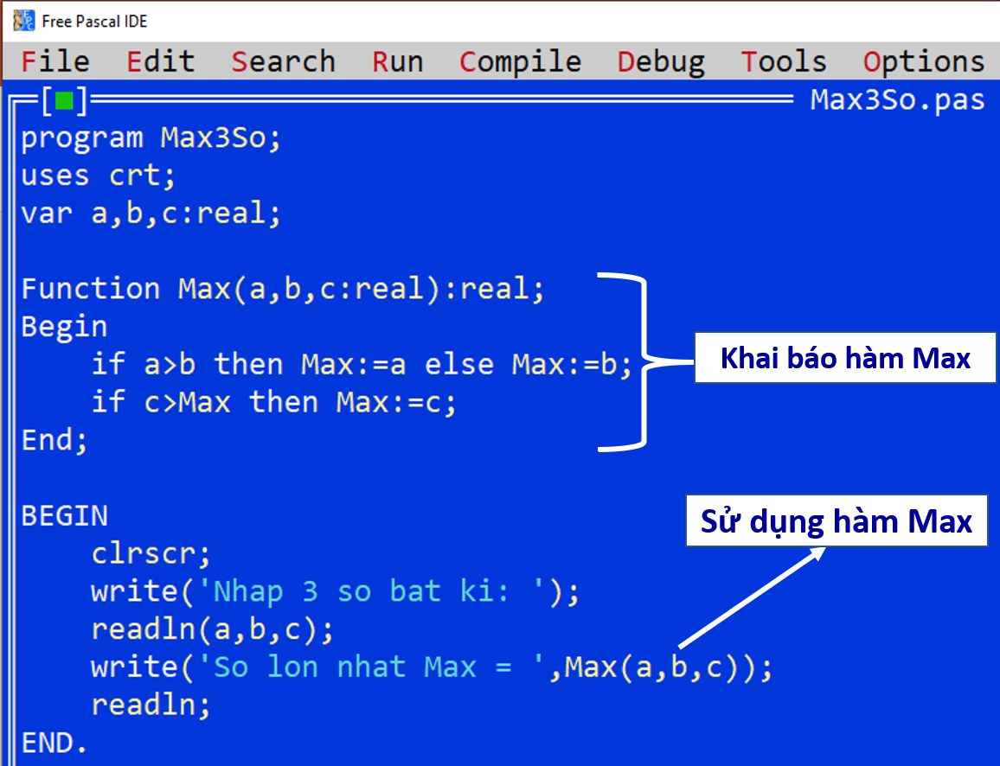 Free Pascal IDE
File Edit Search Run Compile Debug Tools Options
Max3So.pas
program Max3So;
uses crt;
var a,b,c:real;
Function Max(a,b,c:real):real;
Begin
if a>b then Max:=a else Max:=b;
Khai báo hàm Max
if c>Max then Max:=c;
End;
BEGIN
Sử dụng hàm Max
clrscr;
write('Nhap 3 so bat ki: ');
readln(a,b,c);
write('So lon nhat Max = ',Max(a,b,c));
readln;
END.